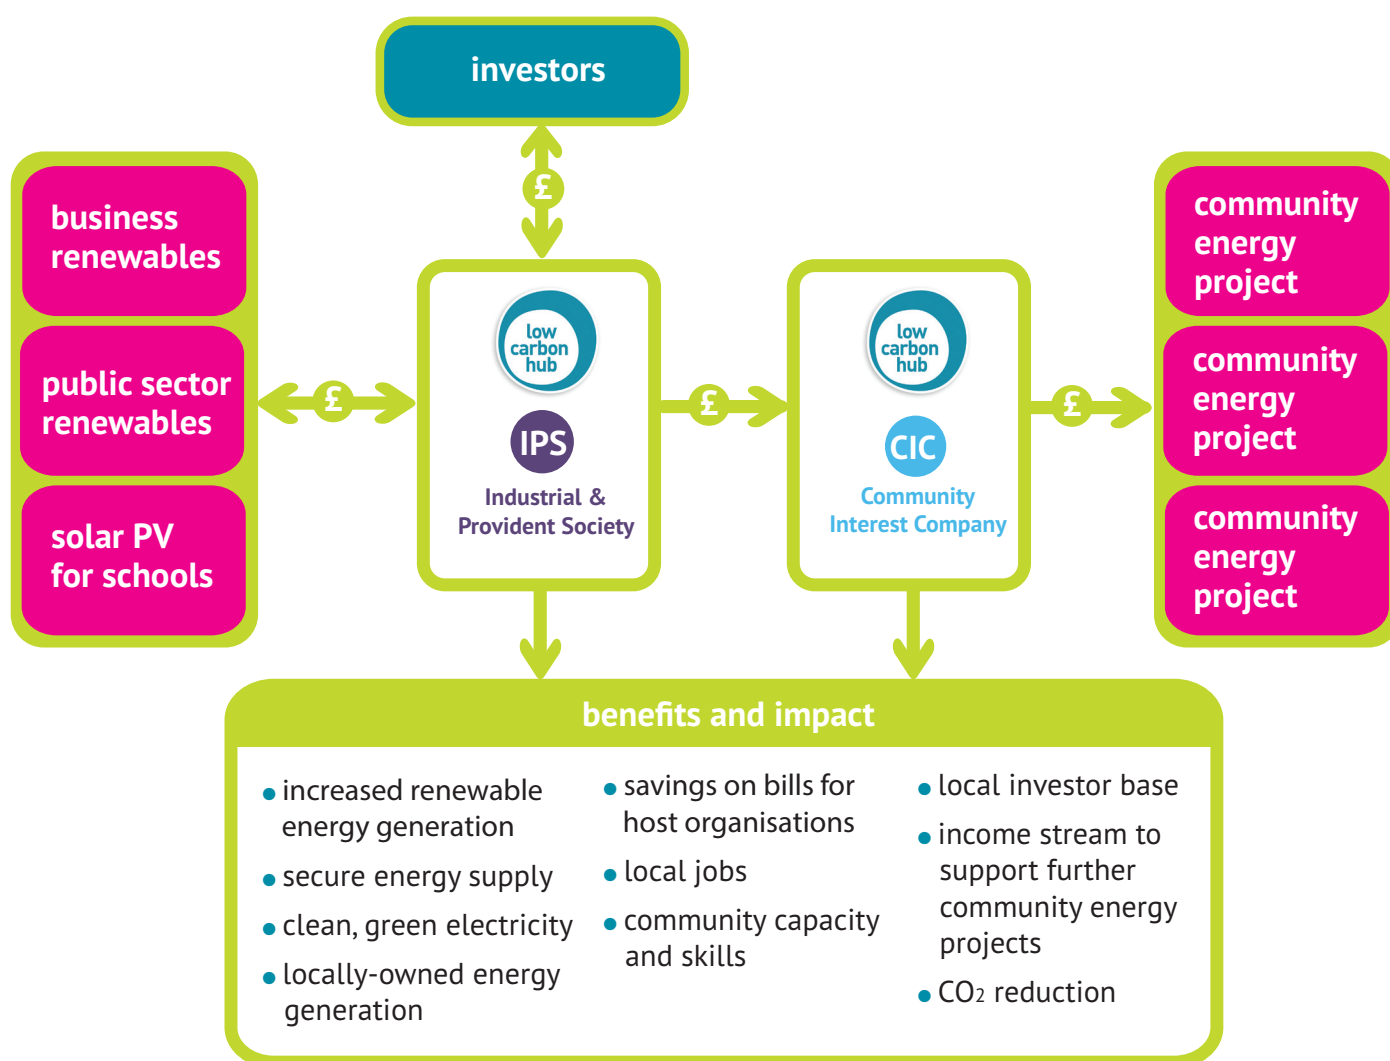 investors
£
business
renewables
public sector
renewables
solar PV
for schools
£
low
carbon
hub
IPS
Industrial &
Provident Society
£
low
carbon
hub
CIC
Community
Interest Company
£
community
energy
project
community
energy
project
community
energy
project
benefits and impact
• increased renewable
energy generation
• secure energy supply
• clean, green electricity
• locally-owned energy
generation
• savings on bills for
host organisations
• local jobs
• community capacity
and skills
• local investor base
• income stream to
support further
community energy
projects
• CO₂ reduction